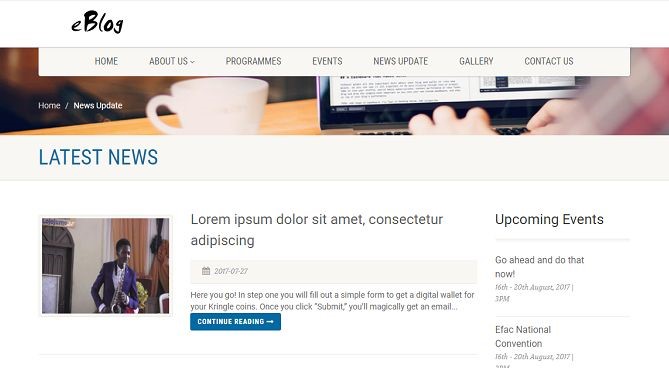 eBlog
HOME ABOUT US PROGRAMMES EVENTS NEWS UPDATE GALLERY CONTACT US
Home / News Update
LATEST NEWS
Lorem ipsum dolor sit amet, consectetur
adipiscing
2017-07-27
Here you go! In step one you will fill out a simple form to get a digital wallet for
your Kringle coins. Once you click "Submit," you'll magically get an email...
CONTINUE READING
Upcoming Events
Go ahead and do that
now!
16th - 20th August, 2017 |
3PM
Efac National
Convention
16th - 20th August, 2017 |